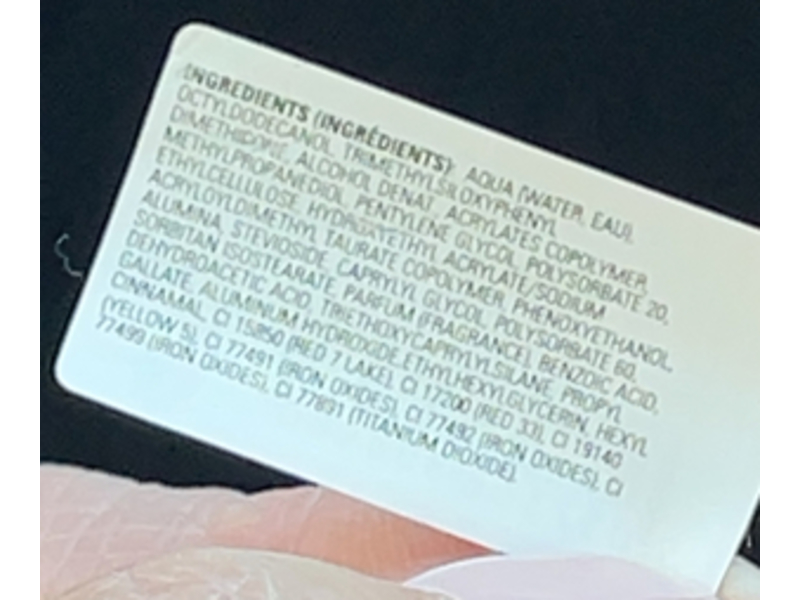 INGREDIENTS (INGRÉDIENTS): AQUA (WATER, EAU),
OCTYLDODECANOL, TRIMETHYLSILOXYPHENYL
DIMETHICONE, ALCOHOL DENAT., ACRYLATES COPOLYMER,
METHYLPROPANEDIOL, PENTYLENE GLYCOL, POLYSORBATE 20,
ETHYLCELLULOSE, HYDROXYETHYL ACRYLATE/SODIUM
ACRYLOYLDIMETHYL TAURATE COPOLYMER, PHENOXYETHANOL,
ALUMINA, STEVIOSIDE, CAPRYLYL GLYCOL, POLYSORBATE 60,
SORBITAN ISOSTEARATE, PARFUM (FRAGRANCE), BENZOIC ACID,
DEHYDROACETIC ACID, TRIETHOXYCAPRYLYLSILANE, PROPYL
GALLATE, ALUMINUM HYDROXIDE, ETHYLHEXYLGLYCERIN, HEXYL
CINNAMAL, CI 15850 (RED 7 LAKE), CI 17200 (RED 33), CI 19140
(YELLOW 5), CI 77491 (IRON OXIDES), CI 77492 (IRON OXIDES), CI
77499 (IRON OXIDES), CI 77891 (TITANIUM DIOXIDE).